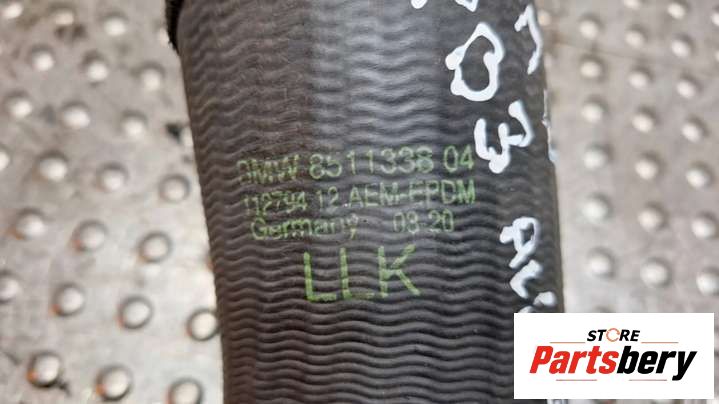 BMW 8511338 04
112794 12 AEM-EPDM
Germany 08 20
LLK
STORE
Partsbery